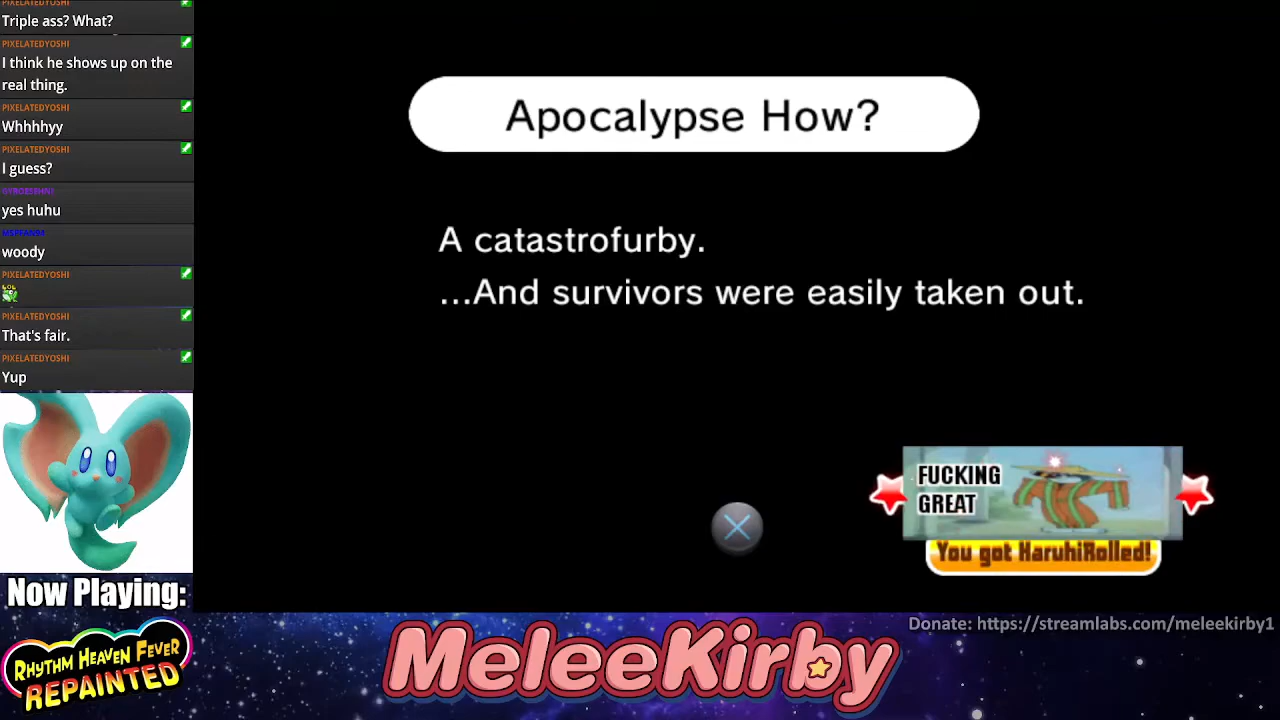 PIXELATEDYOSHI
Triple ass? What?
PIXELATEDYOSHI
I think he shows up on the
real thing.
PIXELATEDYOSHI
Whhhhyy
PIXELATEDYOSHI
I guess?
yes huhu
woody
PIXELATEDYOSHI
LOL
PIXELATEDYOSHI
That's fair.
PIXELATEDYOSHI
Yup
Now Playing:
RHYTHM HEAVEN FEVER
REPAINTED
Apocalypse How?
A catastrofurby.
...And survivors were easily taken out.
FUCKING
GREAT
You got HaruhiRolled!
Donate: https://streamlabs.com/meleekirby1
MeleeKirby